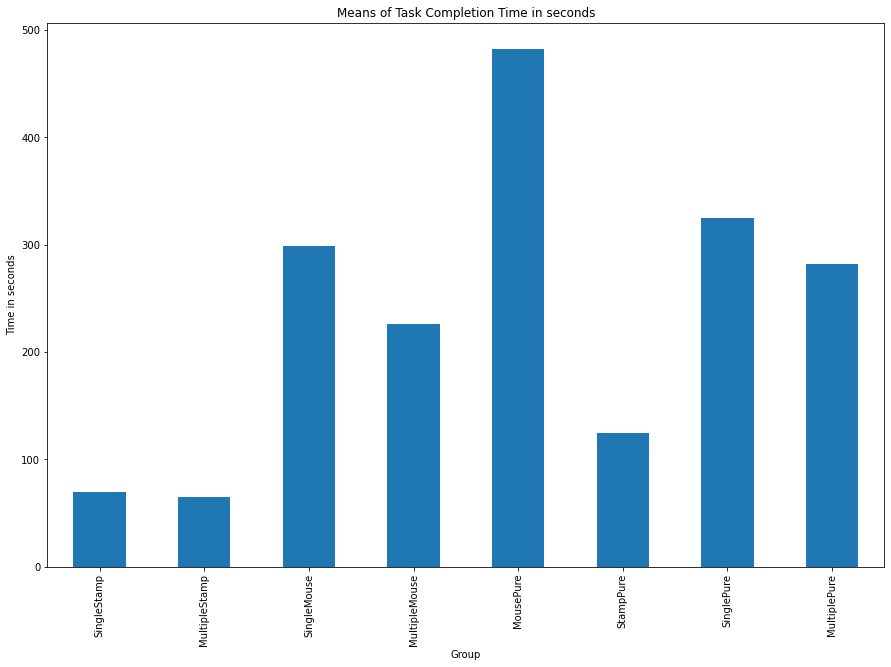 Means of Task Completion Time in seconds
500
400
300
200
100
0
Time in seconds
SingleStamp
MultipleStamp
SingleMouse
MultipleMouse
MousePure
StampPure
SinglePure
MultiplePure
Group